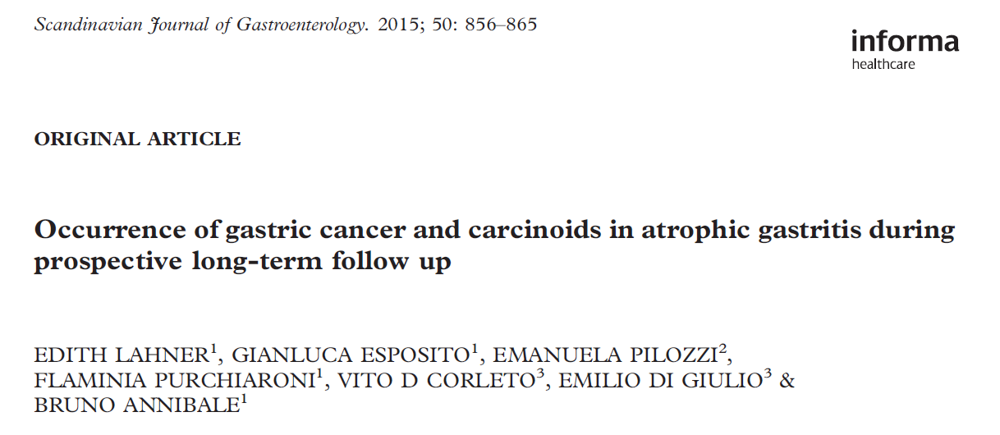 Scandinavian Journal of Gastroenterology. 2015; 50: 856–865
informa
healthcare
ORIGINAL ARTICLE
Occurrence of gastric cancer and carcinoids in atrophic gastritis during
prospective long-term follow up
EDITH LAHNER¹, GIANLUCA ESPOSITO¹, EMANUELA PILOZZI²,
FLAMINIA PURCHIARONI¹, VITO D CORLETO³, EMILIO DI GIULIO³ &
BRUNO ANNIBALE¹